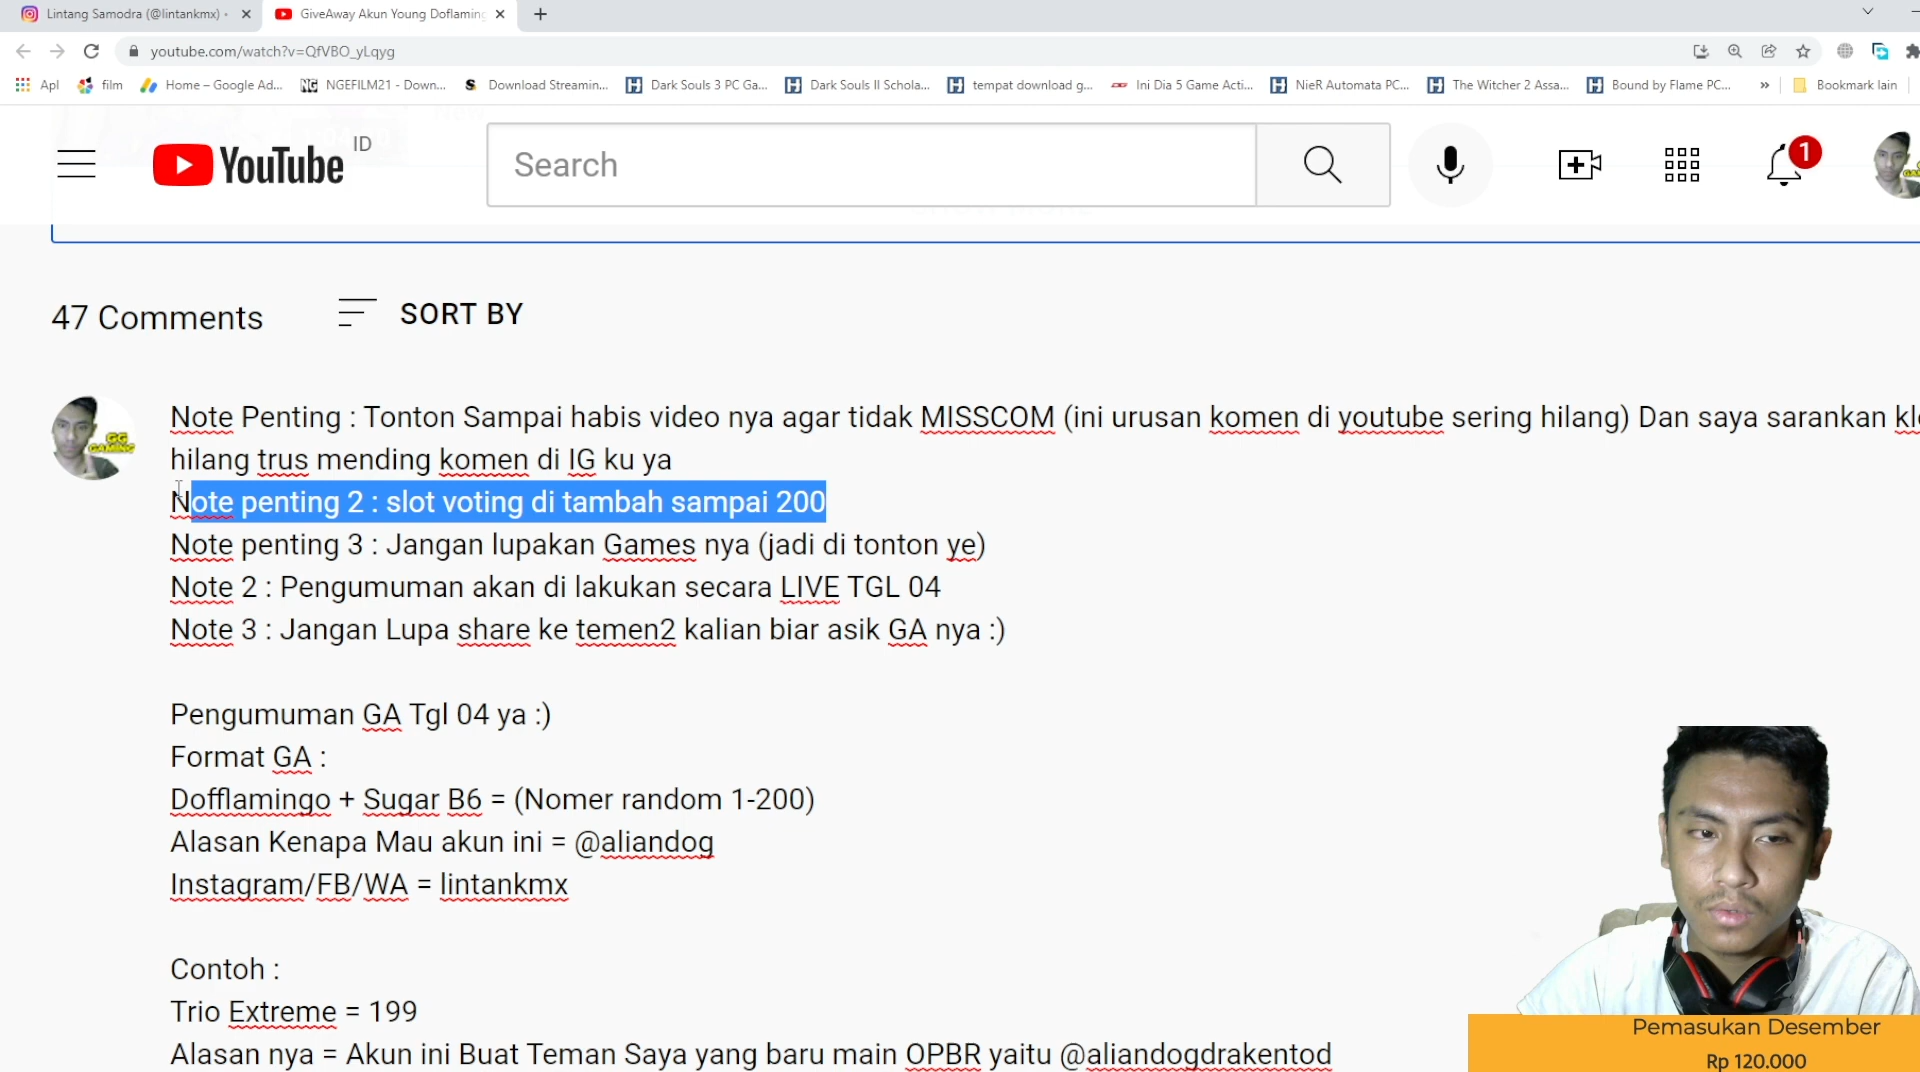 Lintang Samodra (@lintankmx) •
GiveAway Akun Young Doflaming
youtube.com/watch?v=QfVBO_yLqyg
Apl
film
Home – Google Ad...
NG
NGEFILM21 - Down...
Download Streamin...
Dark Souls 3 PC Ga...
Dark Souls II Schola...
tempat download g...
Ini Dia 5 Game Acti...
NieR Automata PC...
The Witcher 2 Assa...
Bound by Flame PC...
»
Bookmark lain
YouTube ID
Search
1
47 Comments
SORT BY
GG GAMING
Note Penting : Tonton Sampai habis video nya agar tidak MISSCOM (ini urusan komen di youtube sering hilang) Dan saya sarankan
hilang trus mending komen di IG ku ya
Note penting 2 : slot voting di tambah sampai 200
Note penting 3 : Jangan lupakan Games nya (jadi di tonton ye)
Note 2 : Pengumuman akan di lakukan secara LIVE TGL 04
Note 3 : Jangan Lupa share ke temen2 kalian biar asik GA nya :)
Pengumuman GA Tgl 04 ya :)
Format GA :
Dofflamingo + Sugar B6 = (Nomer random 1-200)
Alasan Kenapa Mau akun ini = @aliandog
Instagram/FB/WA = lintankmx
Contoh :
Trio Extreme = 199
Alasan nya = Akun ini Buat Teman Saya yang baru main OPBR yaitu @aliandogdrakentod
Pemasukan Desember
Rp 120.000